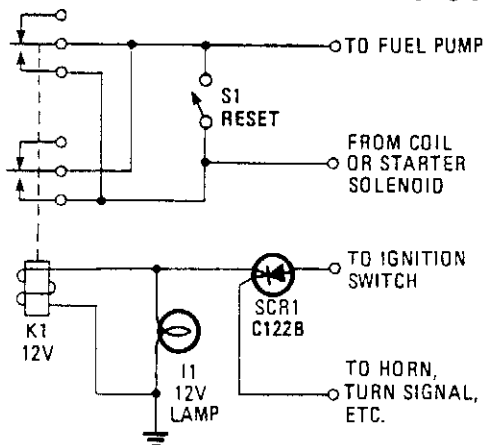 TO FUEL PUMP
S1
RESET
FROM COIL
OR STARTER
SOLENOID
TO IGNITION
SWITCH
SCR1
C122B
K1
12V
I1
12V
LAMP
TO HORN,
TURN SIGNAL,
ETC.